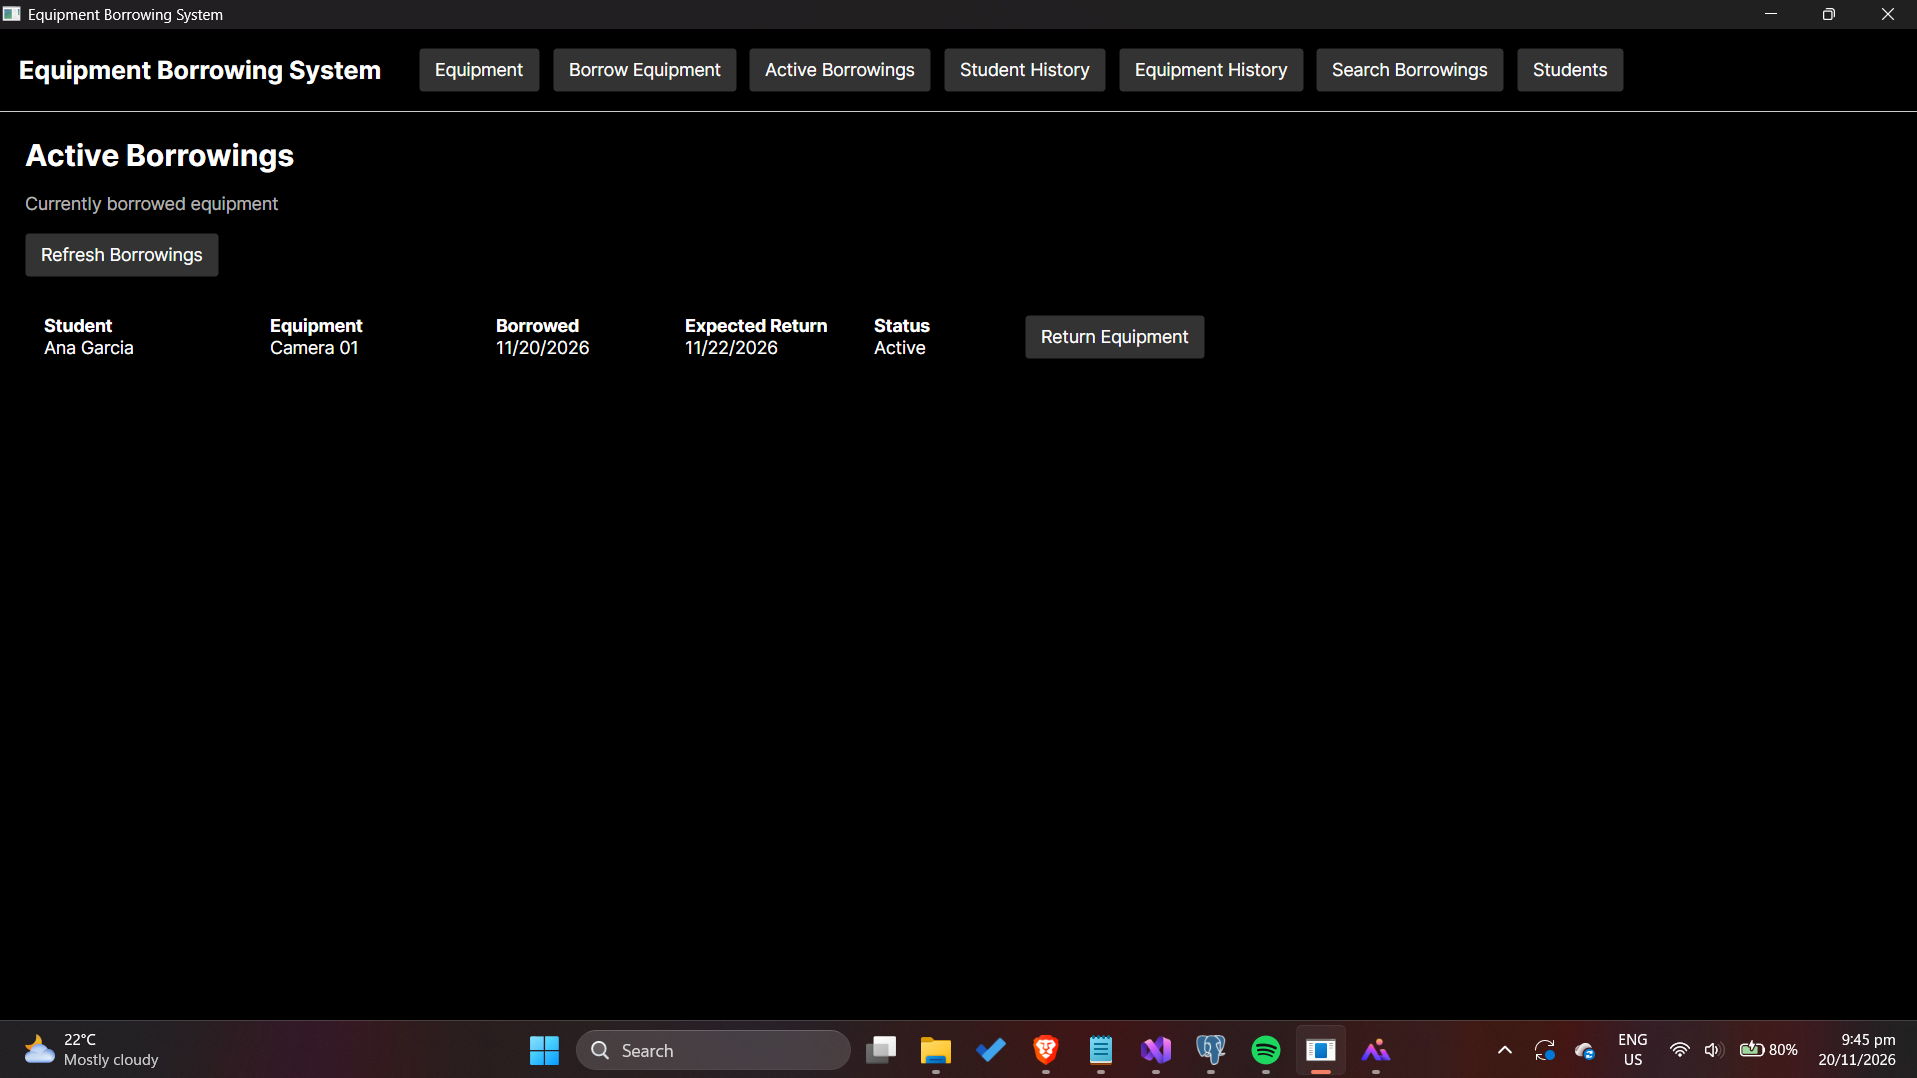 Equipment Borrowing System
Equipment Borrowing System
Equipment
Borrow Equipment
Active Borrowings
Student History
Equipment History
Search Borrowings
Students
Active Borrowings
Currently borrowed equipment
Refresh Borrowings
Student
Ana Garcia
Equipment
Camera 01
Borrowed
11/20/2026
Expected Return
11/22/2026
Status
Active
Return Equipment
22°C
Mostly cloudy
Search
ENG
US
80%
9:45 pm
20/11/2026